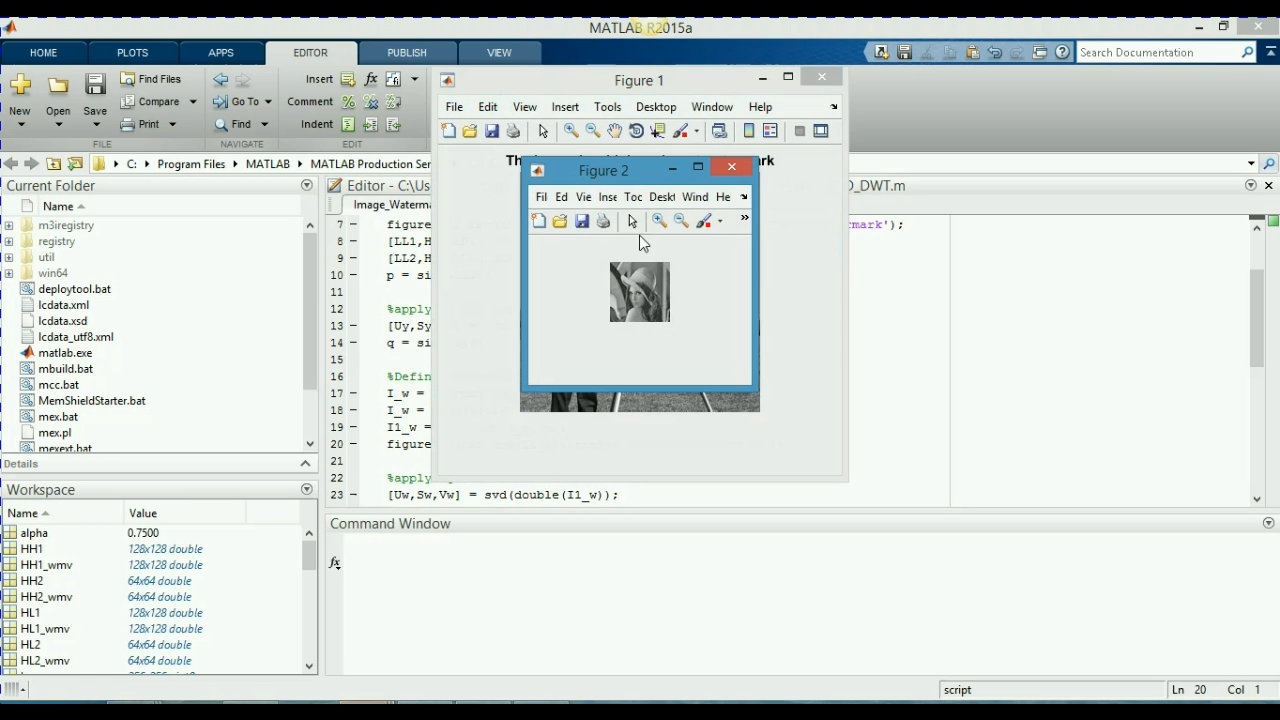 MATLAB R2015a
HOME PLOTS APPS EDITOR PUBLISH VIEW
Search Documentation
New Open Save Find Files Compare Print
Go To Find
Insert Comment Indent
FILE NAVIGATE EDIT
C: Program Files MATLAB MATLAB Production Ser
Current Folder
Name
m3iregistry
registry
util
win64
deploytool.bat
lcdata.xml
lcdata.xsd
lcdata_utf8.xml
matlab.exe
mbuild.bat
mcc.bat
MemShieldStarter.bat
mex.bat
mex.pl
mexext.bat
Details
Workspace
Name Value
alpha 0.7500
HH1 128x128 double
HH1_wmv 128x128 double
HH2 64x64 double
HH2_wmv 64x64 double
HL1 128x128 double
HL1_wmv 128x128 double
HL2 64x64 double
HL2_wmv 64x64 double
Editor - C:\Use
D_DWT.m
Image_Waterma
7 figure
ermark');
8 [LL1,H
9 [LL2,H
10 p = si
11
12 %apply
13 [Uy,Sy
14 q = si
15
16 %Defin
17 I_w =
18 I_w =
19 I1_w =
20 figure
21
22 %apply
23 [Uw,Sw,Vw] = svd(double(I1_w));
Figure 1
File Edit View Insert Tools Desktop Window Help
Figure 2
Fil Ed Vie Inse Toc Deskt Wind He
Command Window
fx
script Ln 20 Col 1